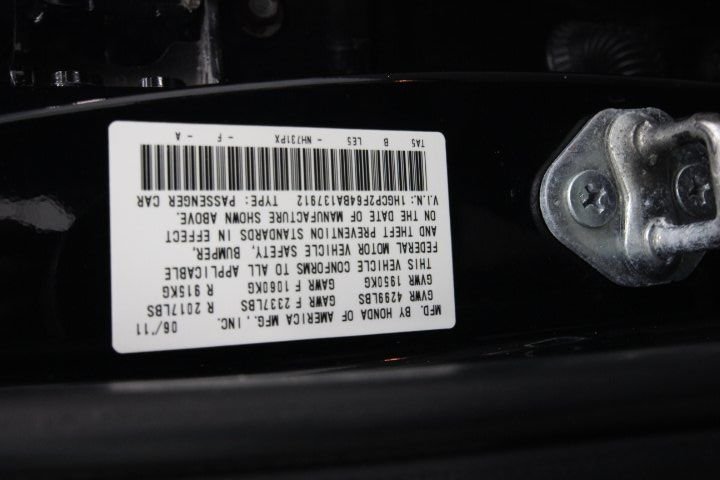 MFD. BY HONDA OF AMERICA MFG., INC. 06/11
GVWR 4299LBS GAWR F 2337LBS R 2017LBS
GVWR 1950KG GAWR F 1060KG R 915KG
THIS VEHICLE CONFORMS TO ALL APPLICABLE
FEDERAL MOTOR VEHICLE SAFETY, BUMPER,
AND THEFT PREVENTION STANDARDS IN EFFECT
ON THE DATE OF MANUFACTURE SHOWN ABOVE.
V.I.N.: 1HGCP2F64BA137912 TYPE: PASSENGER CAR
TA5 B LE5 - NH731PX - F - A